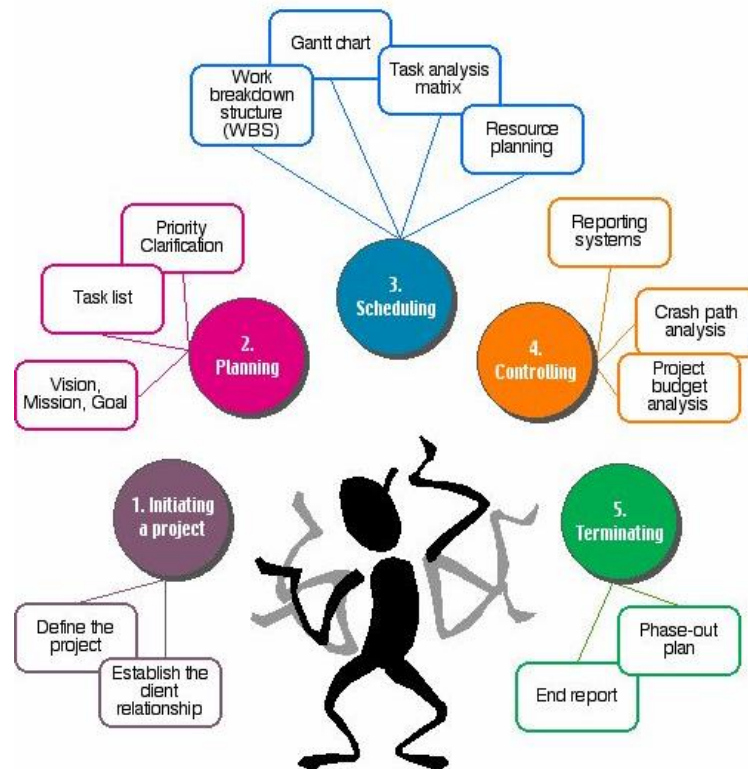 1. Initiating
a project
Define the
project
Establish the
client
relationship
2.
Planning
Priority
Clarification
Task list
Vision,
Mission, Goal
3.
Scheduling
Work
breakdown
structure
(WBS)
Gantt chart
Task analysis
matrix
Resource
planning
4.
Controlling
Reporting
systems
Crash path
analysis
Project
budget
analysis
5.
Terminating
Phase-out
plan
End report